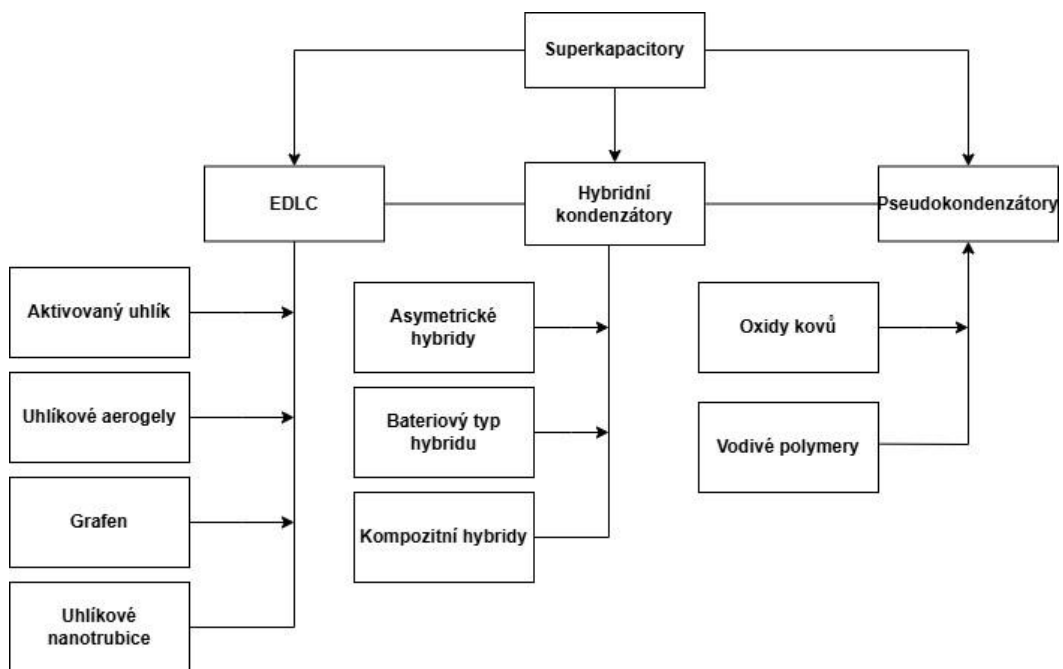 Superkapacitory
EDLC
Hybridní
kondenzátory
Pseudokondenzátory
Aktivovaný uhlík
Asymetrické
hybridy
Oxidy kovů
Uhlíkové aerogely
Bateriový typ
hybridu
Vodivé polymery
Grafen
Kompozitní hybridy
Uhlíkové
nanotrubice